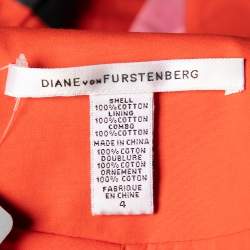 DIANE VON FURSTENBERG
SHELL
100%COTTON
LINING
100%COTTON
COMBO
100%COTTON
MADE IN CHINA
100% COTON
DOUBLURE
100% COTON
ORNEMENT
100% COTON
FABRIQUE
EN CHINE
4